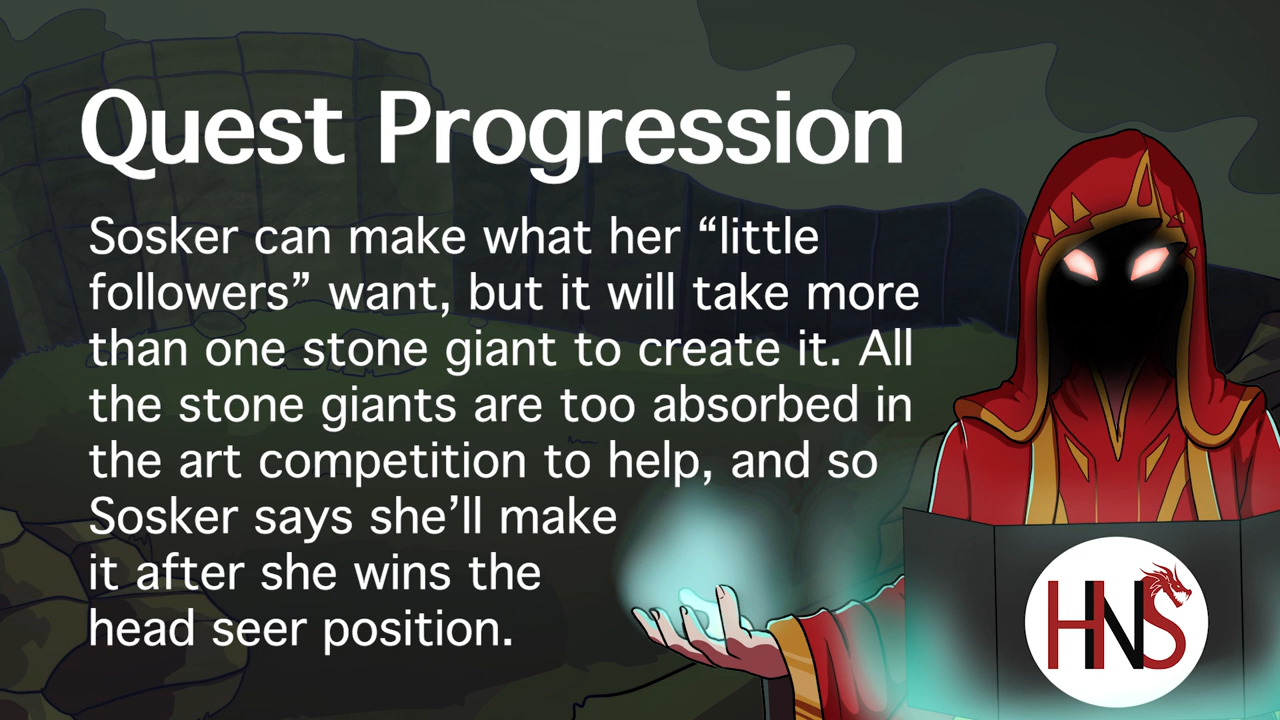 Quest Progression
Sosker can make what her “little
followers” want, but it will take more
than one stone giant to create it. All
the stone giants are too absorbed in
the art competition to help, and so
Sosker says she’ll make
it after she wins the
head seer position.
HNS